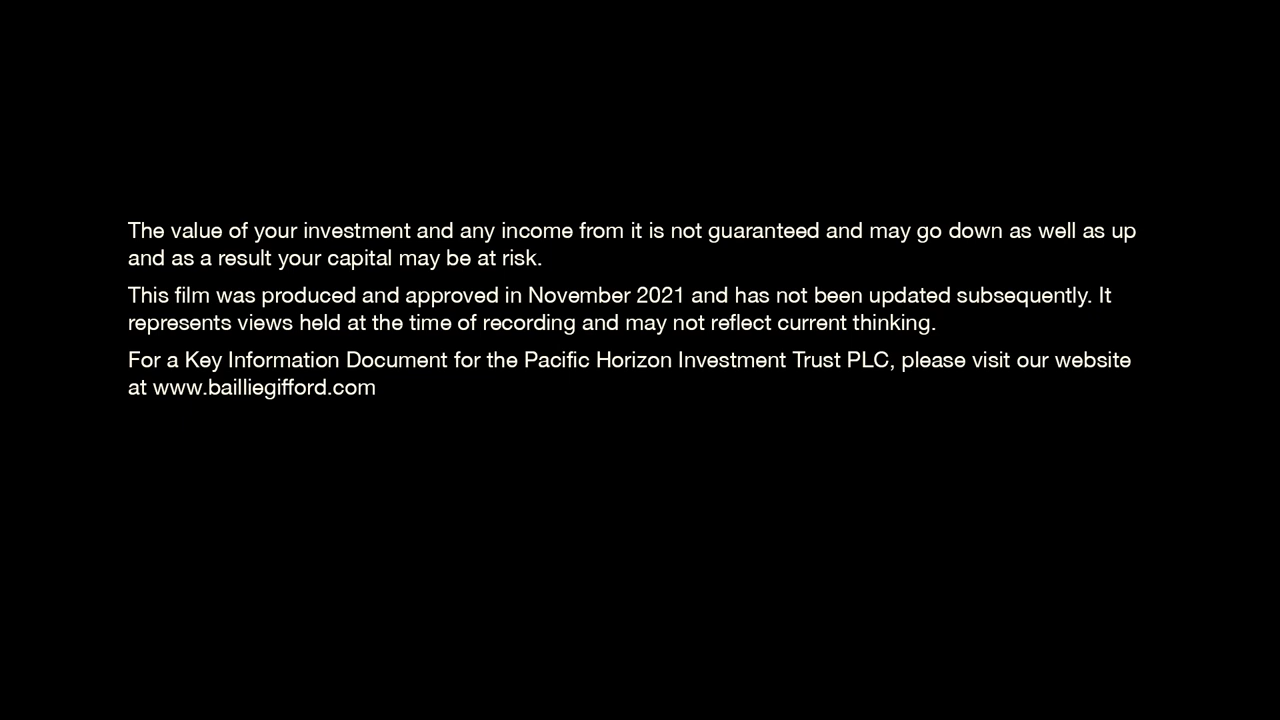 The value of your investment and any income from it is not guaranteed and may go down as well as up
and as a result your capital may be at risk.
This film was produced and approved in November 2021 and has not been updated subsequently. It
represents views held at the time of recording and may not reflect current thinking.
For a Key Information Document for the Pacific Horizon Investment Trust PLC, please visit our website
at www.bailliegifford.com